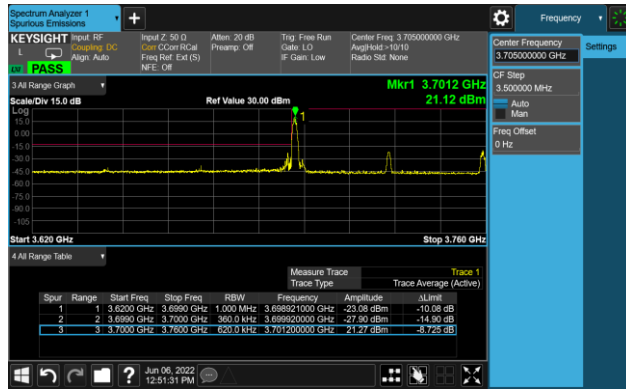 Spectrum Analyzer 1
Spurious Emissions
Frequency
KEYSIGHT Input: RF Input Z: 50 Ω Atten: 20 dB Trig: Free Run Center Freq: 3.705000000 GHz
L Coupling: DC Corr CCorr RCal Preamp: Off Gate: LO Avg|Hold:>10/10
Align: Auto Freq Ref: Ext (S) IF Gain: Low Radio Std: None
NFE: Off
PASS
Center Frequency
3.705000000 GHz
Settings
CF Step
3.500000 MHz
Auto
Man
Freq Offset
0 Hz
3 All Range Graph
Mkr1 3.7012 GHz
Scale/Div 15.0 dB Ref Value 30.00 dBm 21.12 dBm
Log
15.0
0.00
-15.0
-30.0
-45.0
-60.0
-75.0
-90.0
-105
1
Start 3.620 GHz Stop 3.760 GHz
4 All Range Table
Measure Trace Trace 1
Trace Type Trace Average (Active)
Spur Range Start Freq Stop Freq RBW Frequency Amplitude ΔLimit
1 1 3.6200 GHz 3.6990 GHz 1.000 MHz 3.698921000 GHz -23.08 dBm -10.08 dB
2 2 3.6990 GHz 3.7000 GHz 360.0 kHz 3.699920000 GHz -27.90 dBm -14.90 dB
3 3 3.7000 GHz 3.7600 GHz 620.0 kHz 3.701200000 GHz 21.27 dBm -8.725 dB
Jun 06, 2022
12:51:31 PM